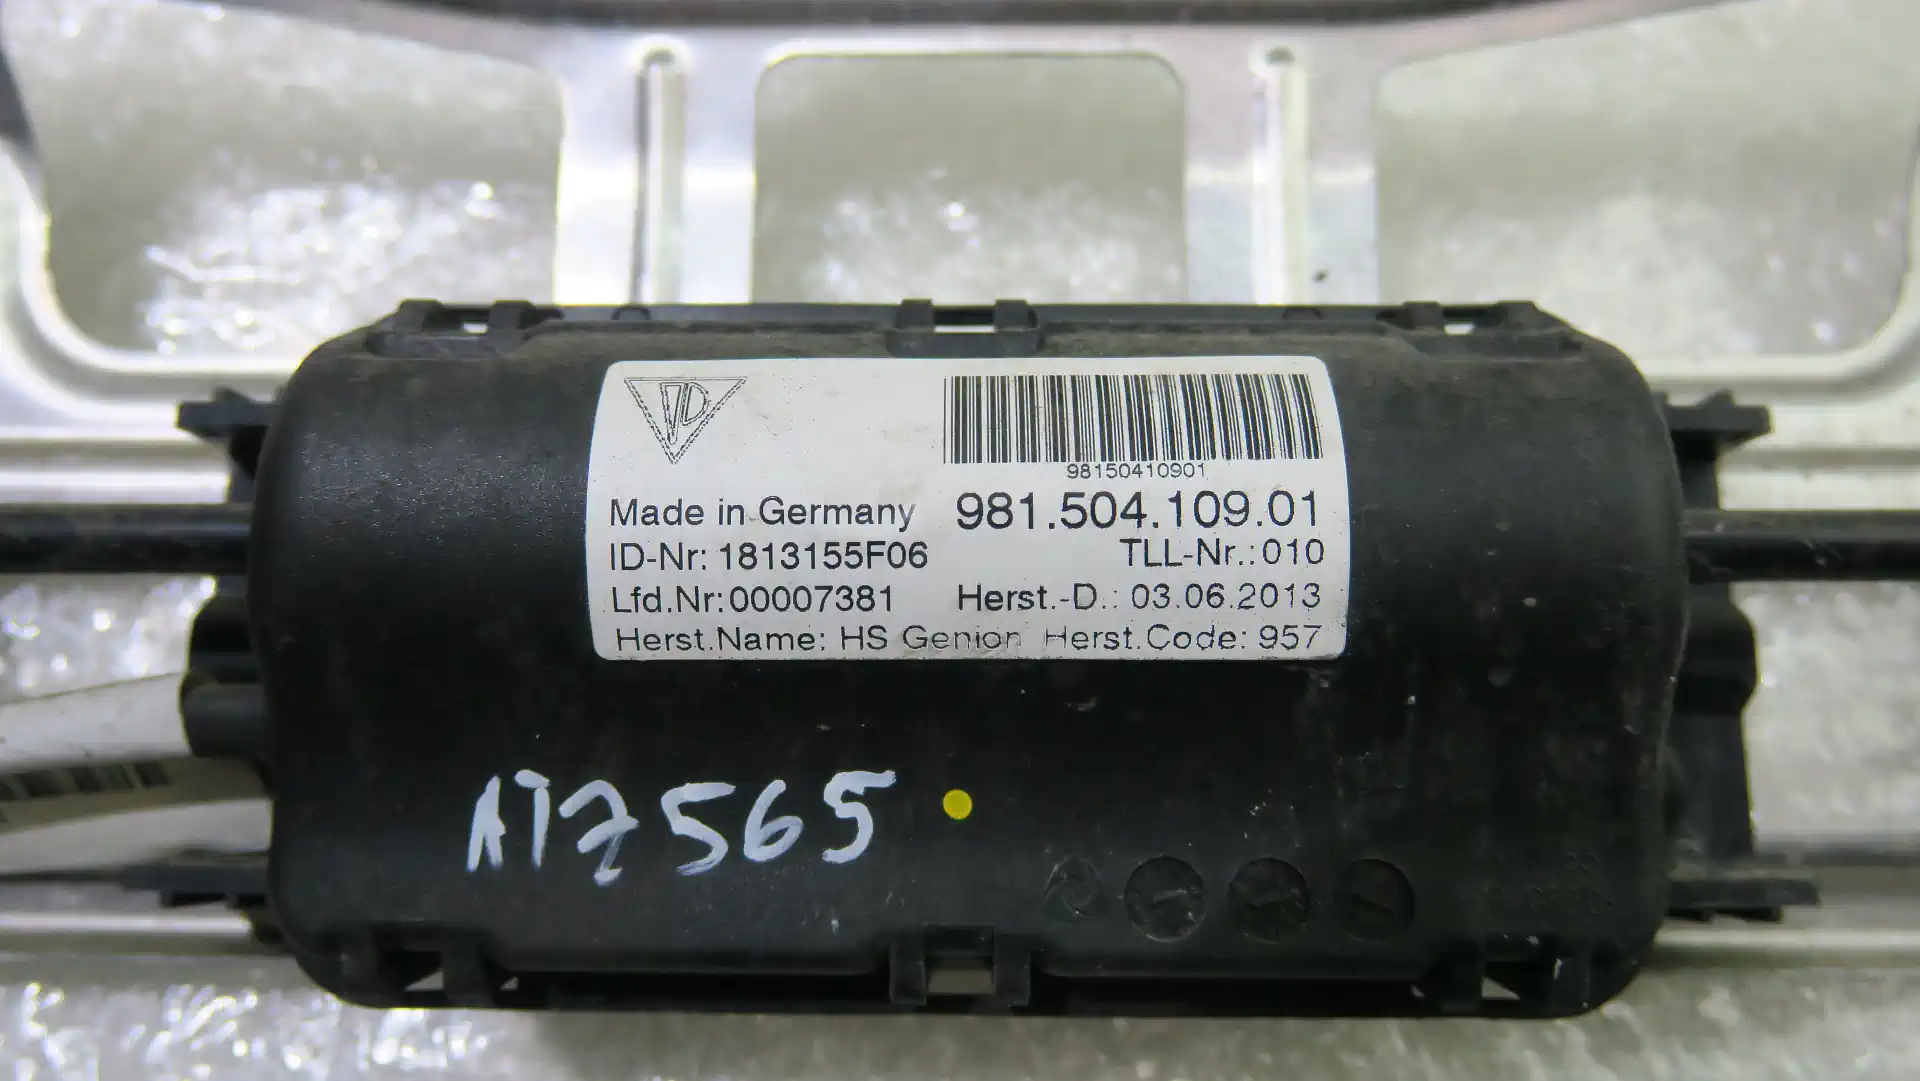 98150410901
Made in Germany 981.504.109.01
ID-Nr: 1813155F06 TLL-Nr.:010
Lfd.Nr:00007381 Herst.-D.: 03.06.2013
Herst.Name: HS Genion Herst.Code: 957
A17565